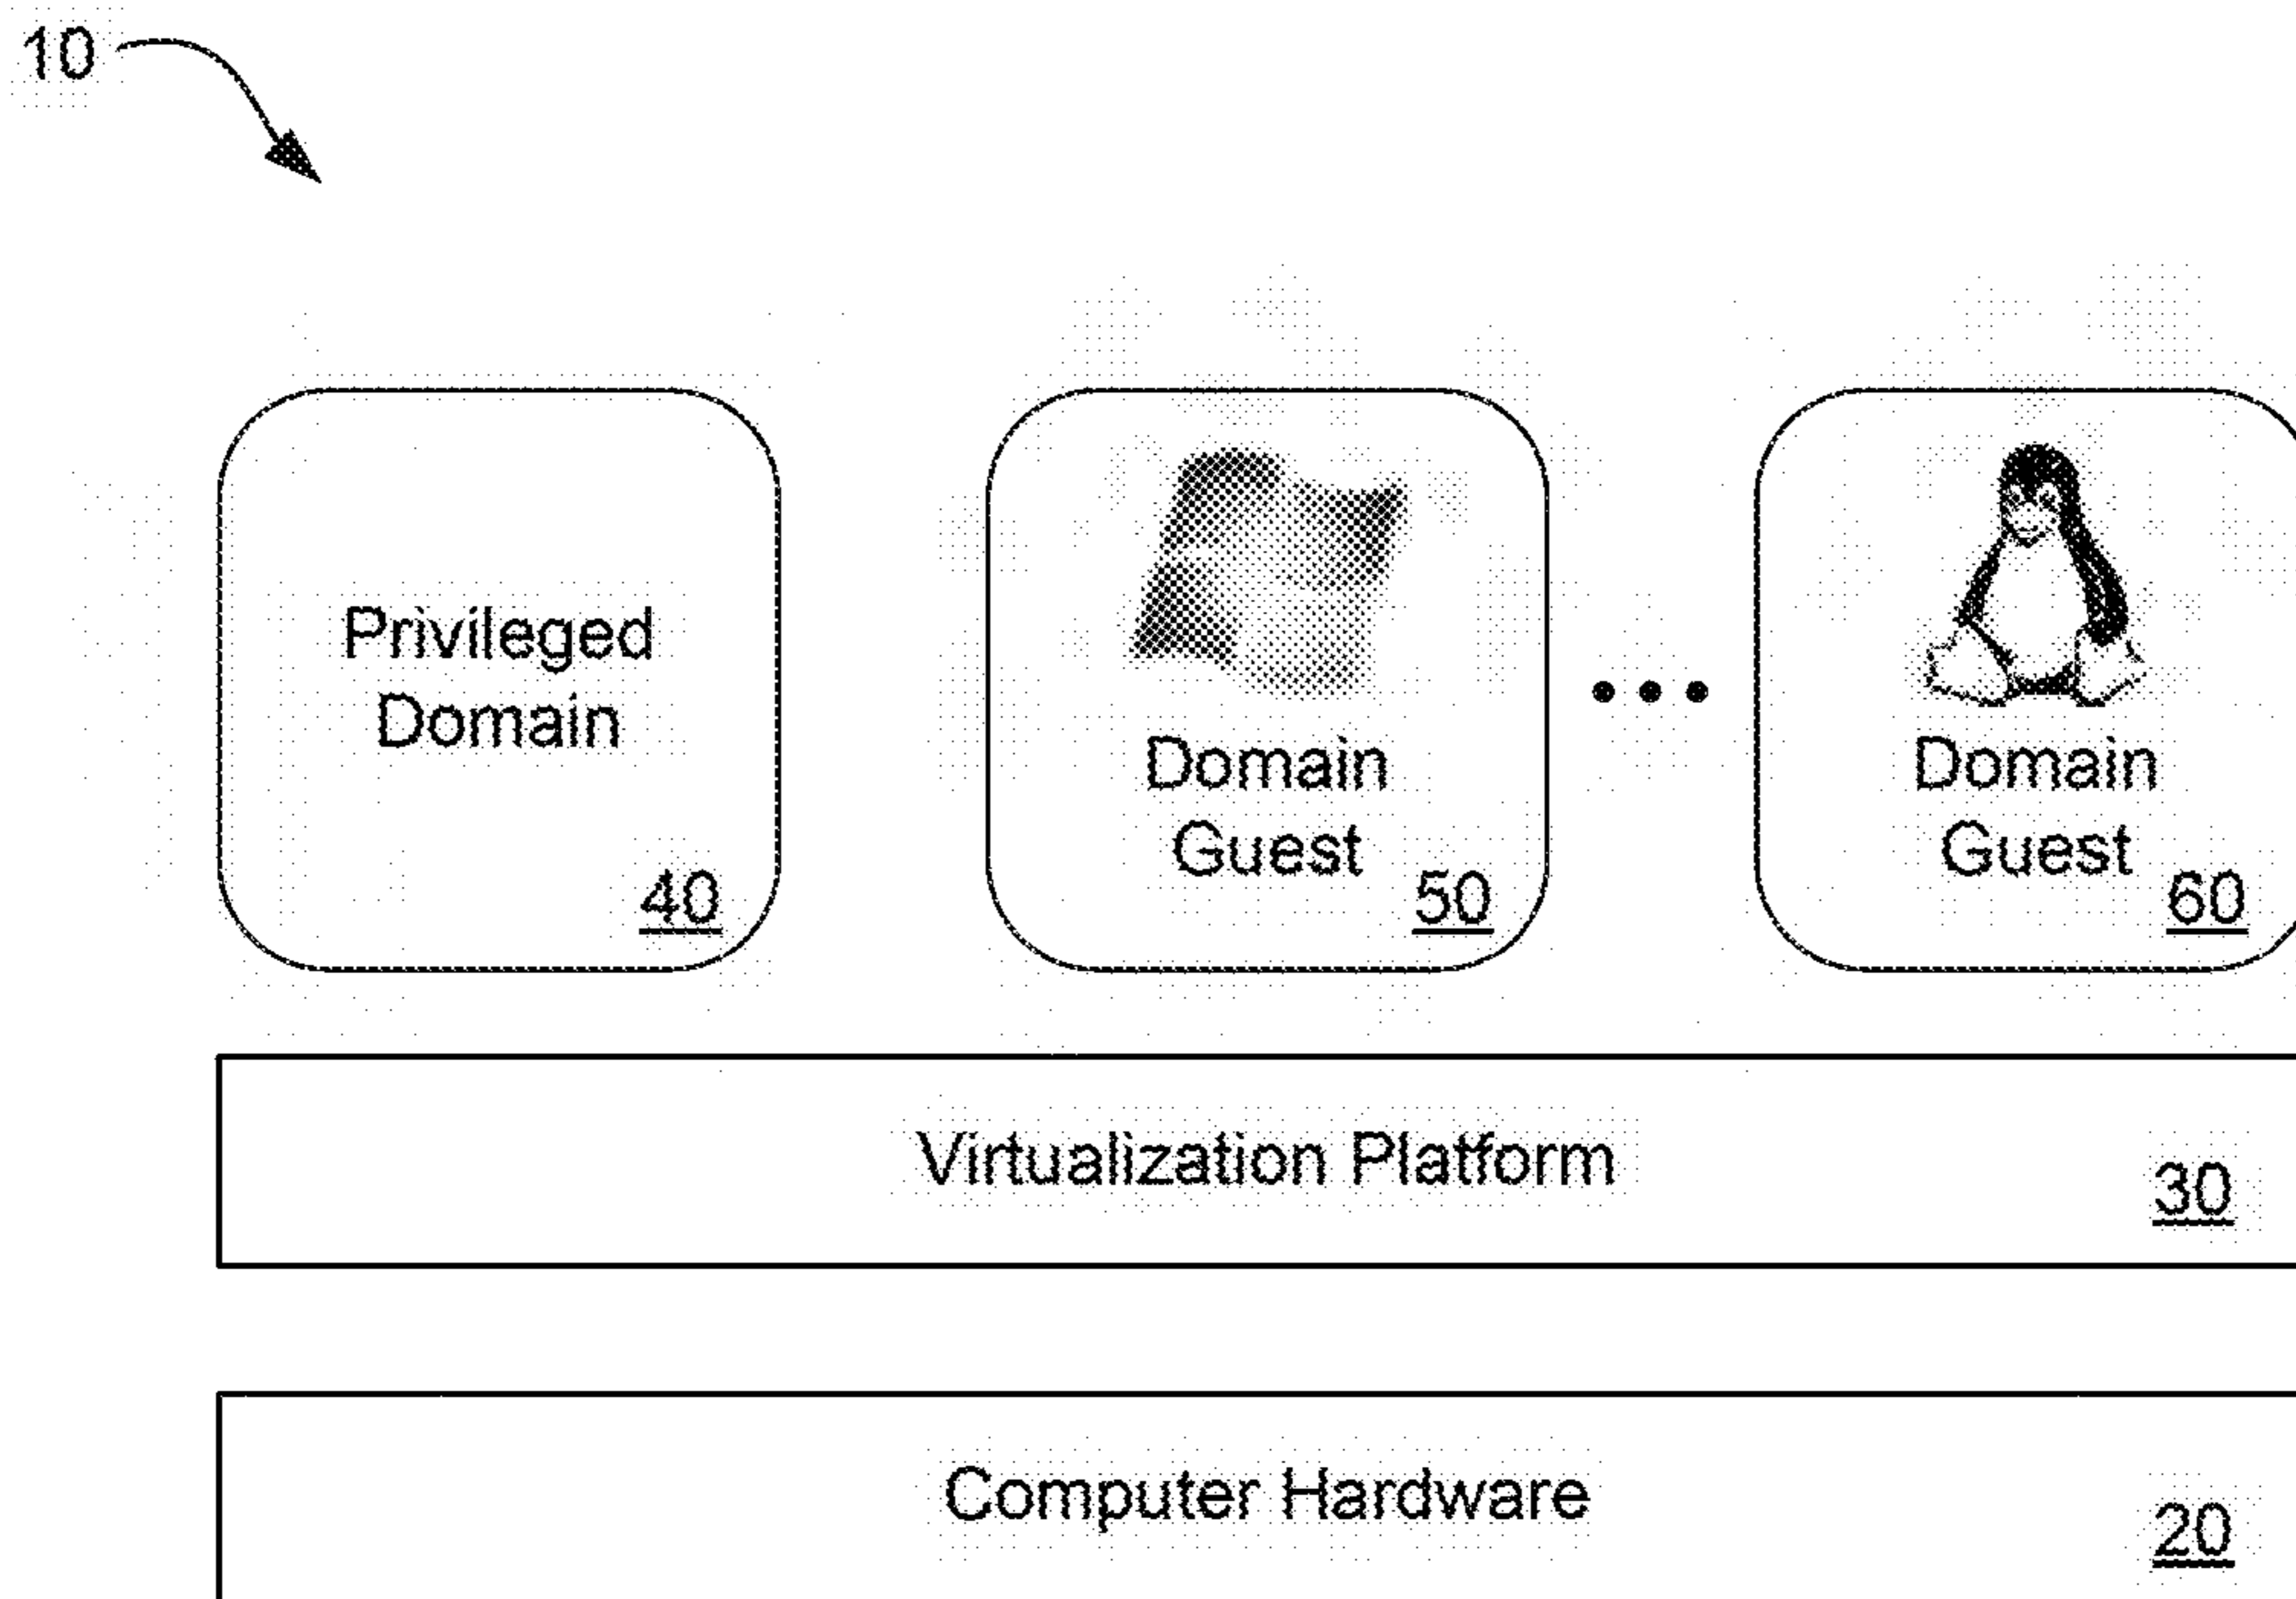 10
Privileged
Domain
40
Domain
Guest
50
Domain
Guest
60
Virtualization Platform
30
Computer Hardware
20